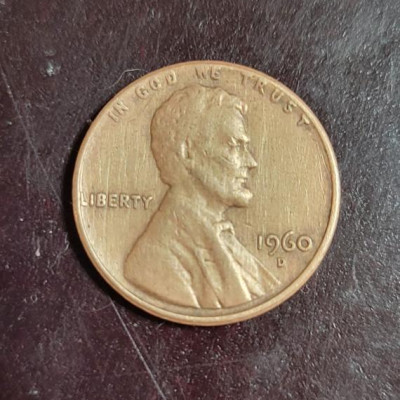 IN GOD WE TRUST
LIBERTY
1960
D